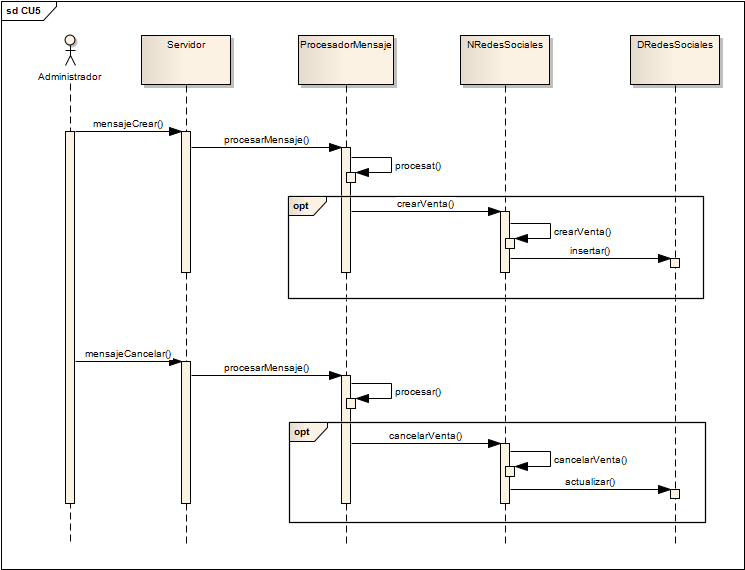 sd CU5
Administrador
Servidor
ProcesadorMensaje
NRedesSociales
DRedesSociales
mensajeCrear()
procesarMensaje()
procesat()
opt
crearVenta()
crearVenta()
insertar()
mensajeCancelar()
procesarMensaje()
procesar()
opt
cancelarVenta()
cancelarVenta()
actualizar()